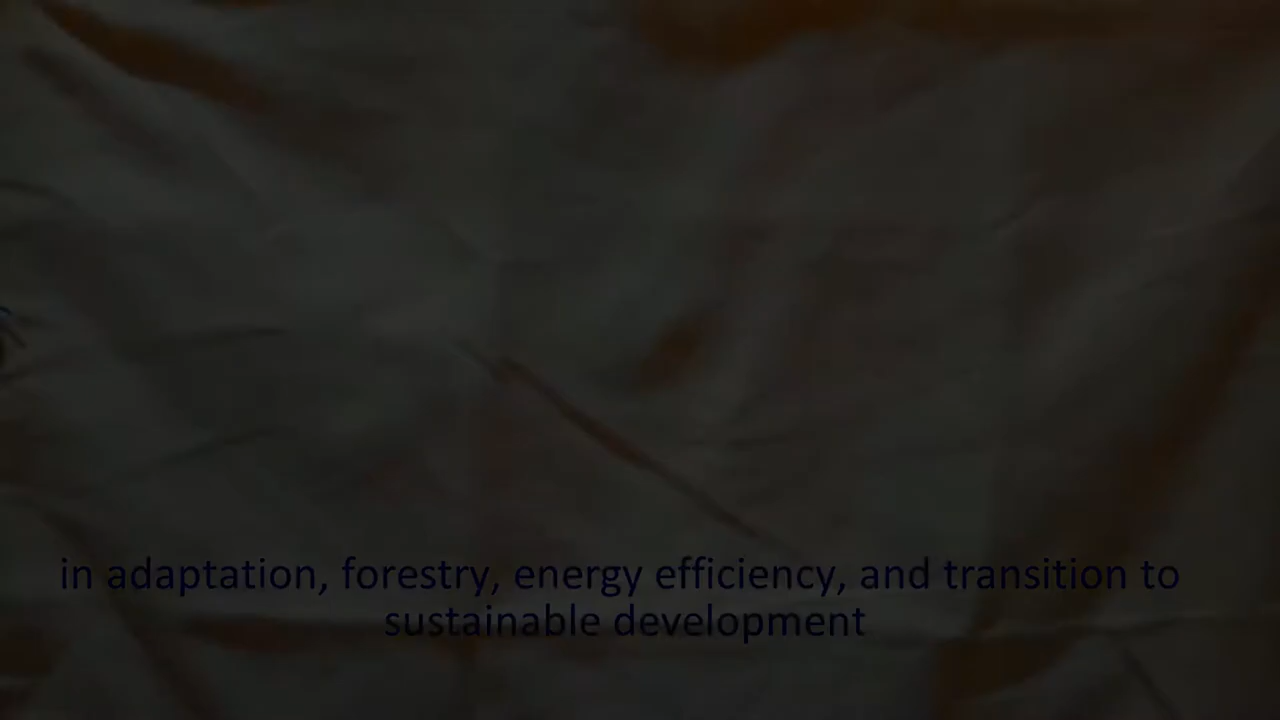 in adaptation, forestry, energy efficiency, and transition to
sustainable development